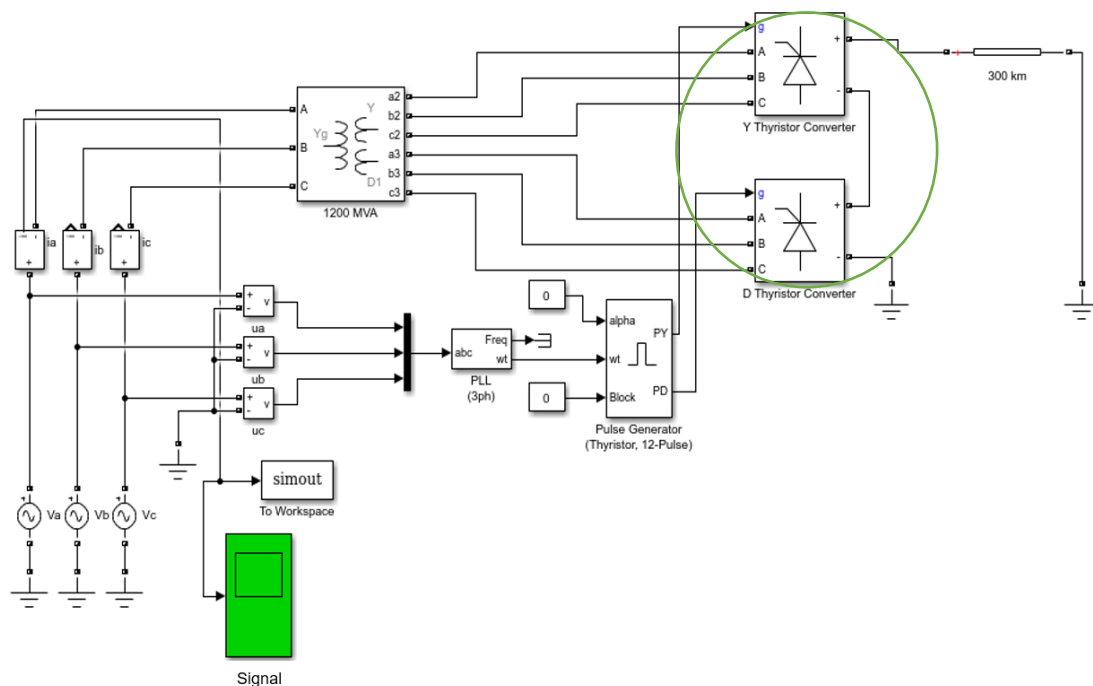 g
A
B
C
+
-
Y Thyristor Converter
300 km
A
B
C
Yg
Y
D1
a2
b2
c2
a3
b3
c3
1200 MVA
g
A
B
C
+
-
D Thyristor Converter
ia
+
ib
+
ic
+
+
-
v
ua
+
-
v
ub
+
-
v
uc
abc
Freq
wt
PLL
(3ph)
0
0
alpha
wt
Block
PY
PD
Pulse Generator
(Thyristor, 12-Pulse)
simout
To Workspace
+
Va
+
Vb
+
Vc
Signal